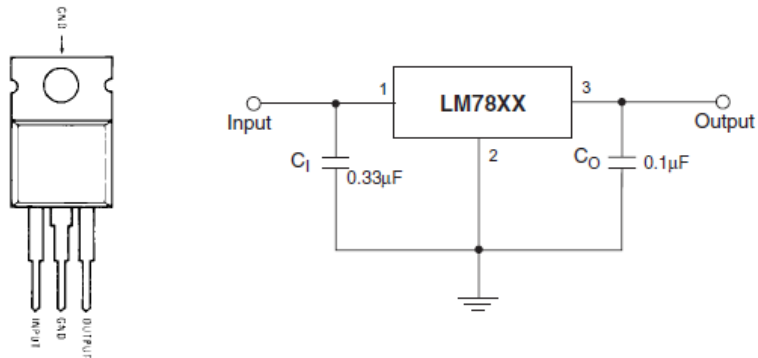 GND
INPUT
GND
OUTPUT
1
LM78XX
3
Input
Output
2
CI
0.33μF
CO
0.1μF